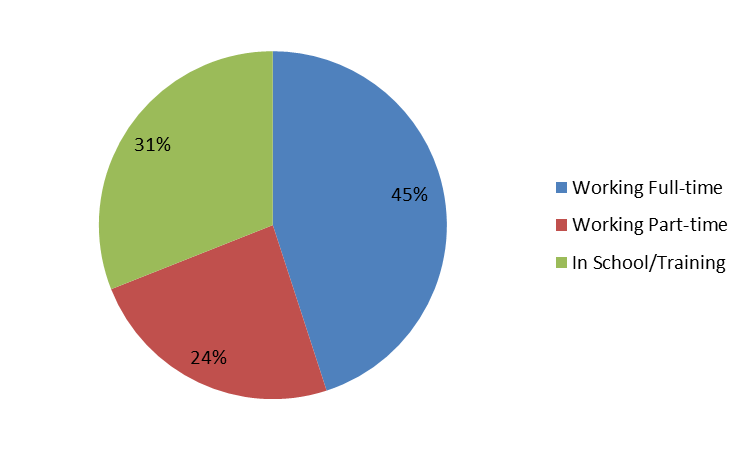 31%
45%
24%
Working Full-time
Working Part-time
In School/Training